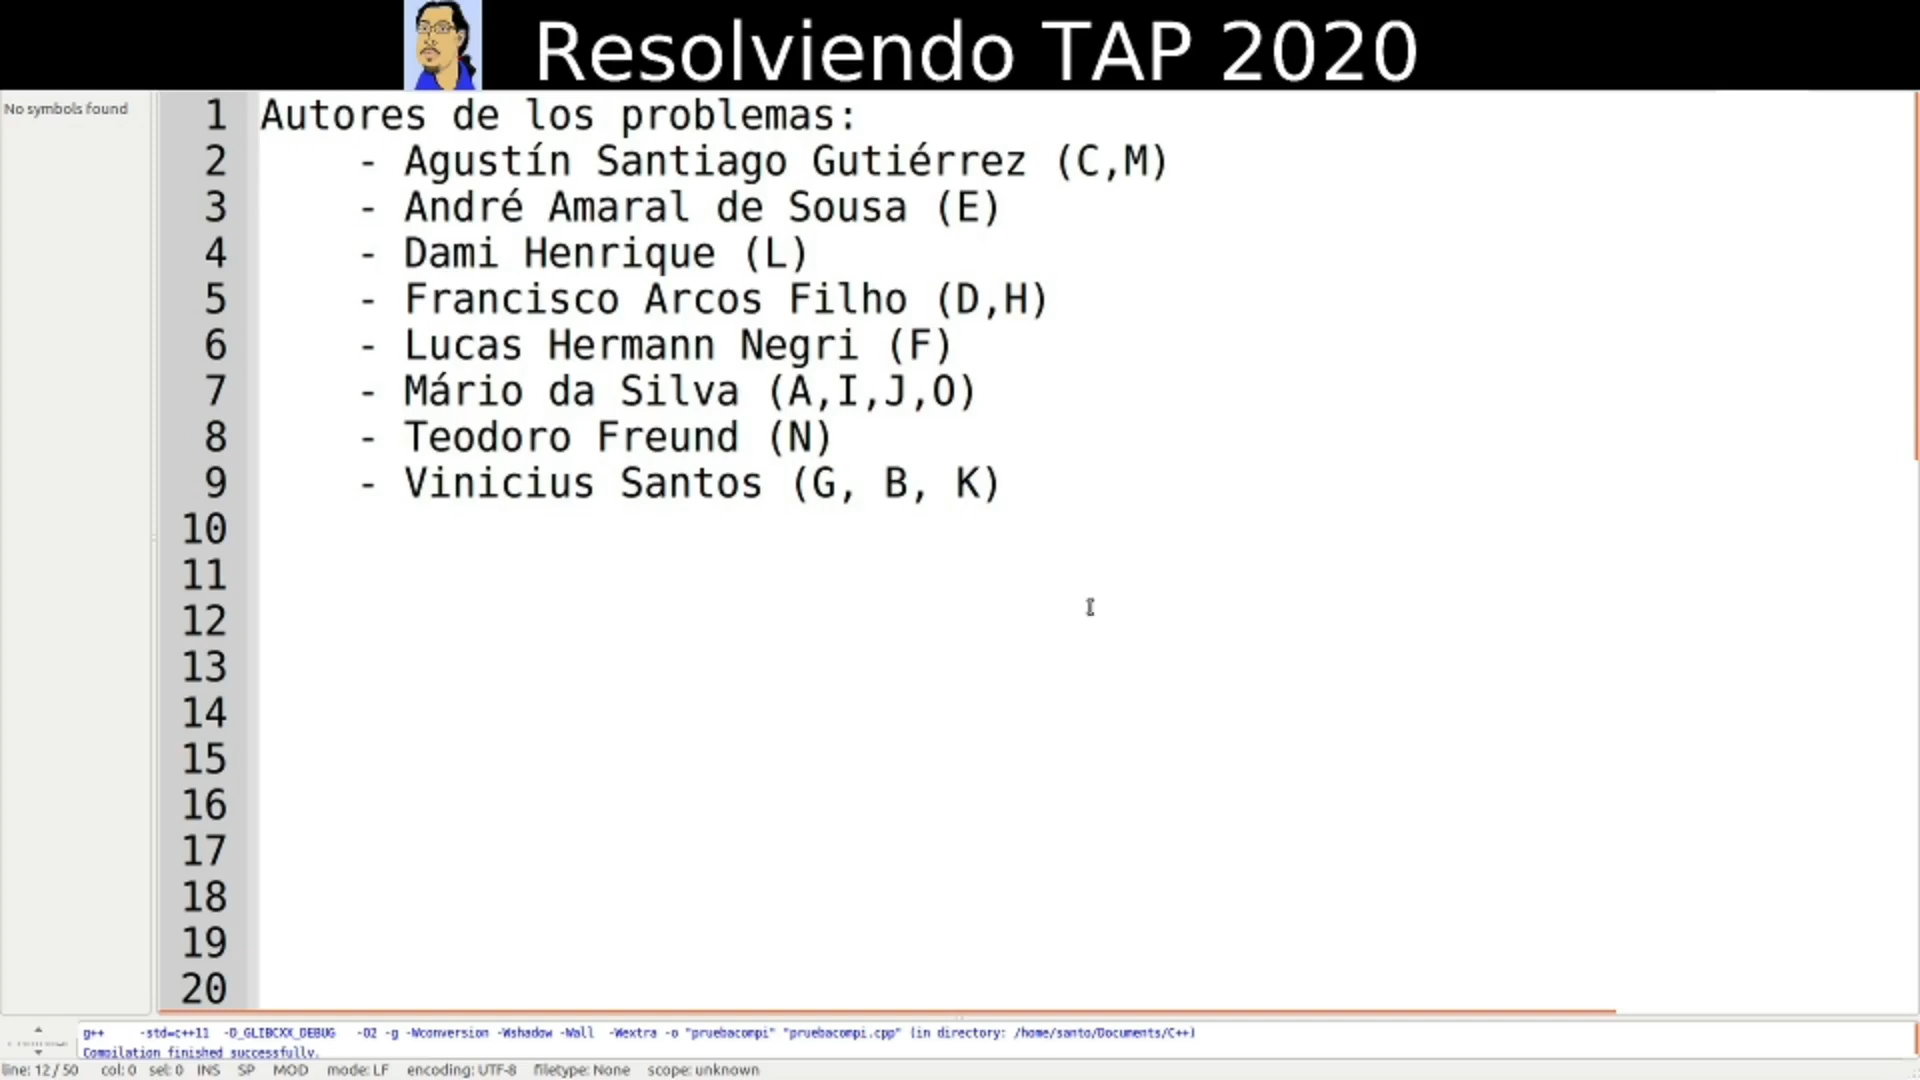 Resolviendo TAP 2020
No symbols found
1 Autores de los problemas:
2 - Agustín Santiago Gutiérrez (C,M)
3 - André Amaral de Sousa (E)
4 - Dami Henrique (L)
5 - Francisco Arcos Filho (D,H)
6 - Lucas Hermann Negri (F)
7 - Mário da Silva (A,I,J,O)
8 - Teodoro Freund (N)
9 - Vinicius Santos (G, B, K)
10
11
12
13
14
15
16
17
18
19
20
g++ -std=c++11 -D_GLIBCXX_DEBUG -O2 -g -Wconversion -Wshadow -Wall -Wextra -o "pruebacompi" "pruebacompi.cpp" (in directory: /home/santo/Documents/C++)
Compilation finished successfully.
line: 12 / 50 col: 0 sel: 0 INS SP MOD mode: LF encoding: UTF-8 filetype: None scope: unknown